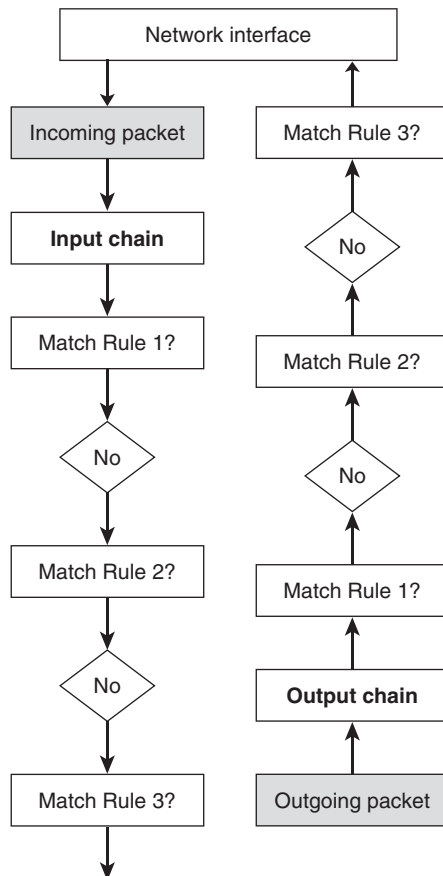 Network interface
Incoming packet
Input chain
Match Rule 1?
No
Match Rule 2?
No
Match Rule 3?
Match Rule 3?
No
Match Rule 2?
No
Match Rule 1?
Output chain
Outgoing packet